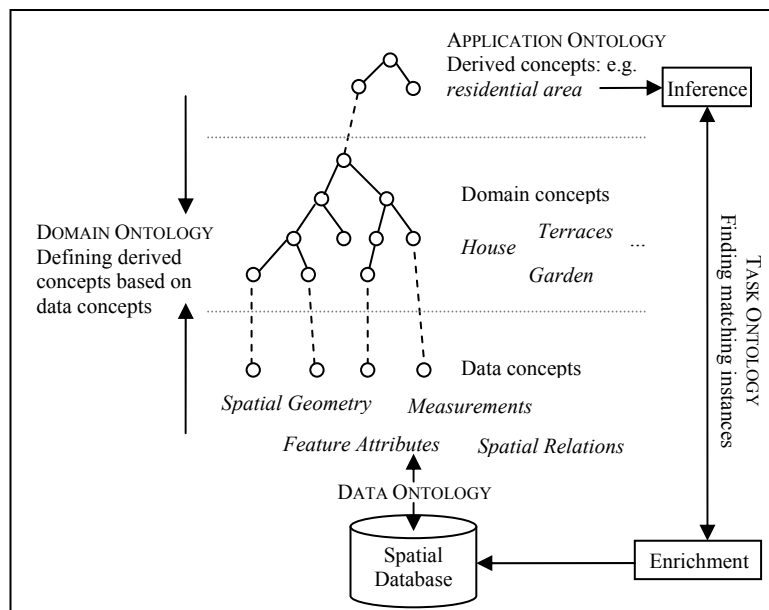 APPLICATION ONTOLOGY
Derived concepts: e.g.
residential area
Inference
Domain concepts
House
Terraces
...
Garden
DOMAIN ONTOLOGY
Defining derived
concepts based on
data concepts
TASK ONTOLOGY
Finding matching instances
Data concepts
Spatial Geometry
Measurements
Feature Attributes
Spatial Relations
DATA ONTOLOGY
Spatial
Database
Enrichment